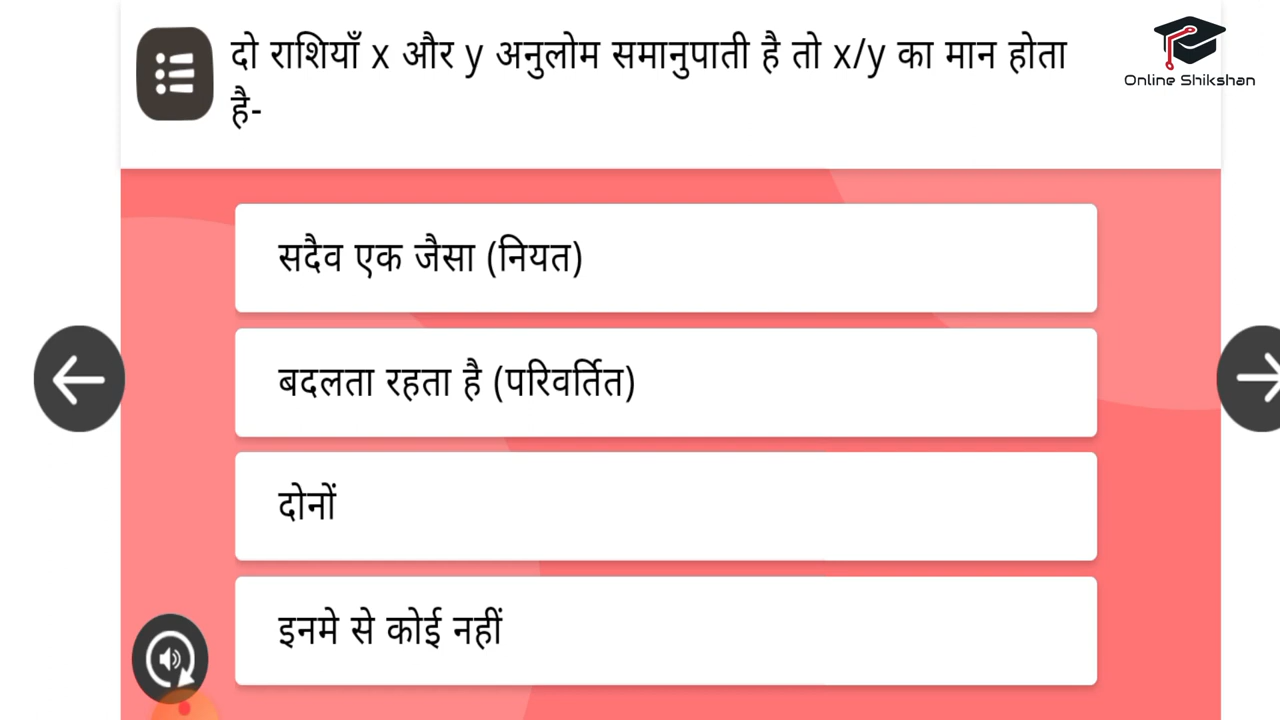 दो राशियाँ x और y अनुलोम समानुपाती है तो x/y का मान होता
है-
Online Shikshan
सदैव एक जैसा (नियत)
बदलता रहता है (परिवर्तित)
दोनों
इनमे से कोई नहीं